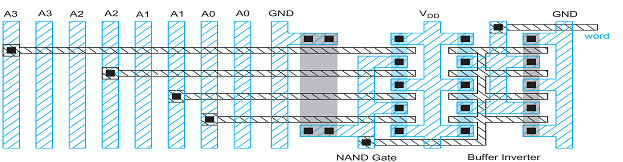 A3 A3 A2 A2 A1 A1 A0 A0 GND VDD GND
word
NAND Gate Buffer Inverter